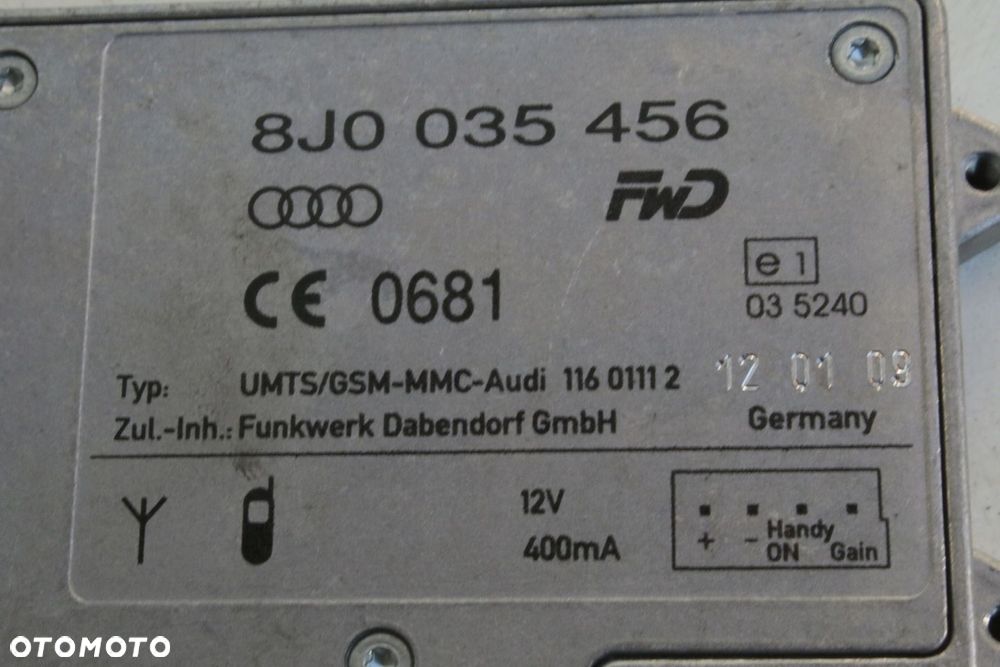 8J0 035 456
FWD
CE 0681
e 1
03 5240
Typ: UMTS/GSM-MMC-Audi 116 0111 2
12 01 09
Zul.-Inh.: Funkwerk Dabendorf GmbH
Germany
12V
400mA
+ - Handy ON Gain
OTOMOTO